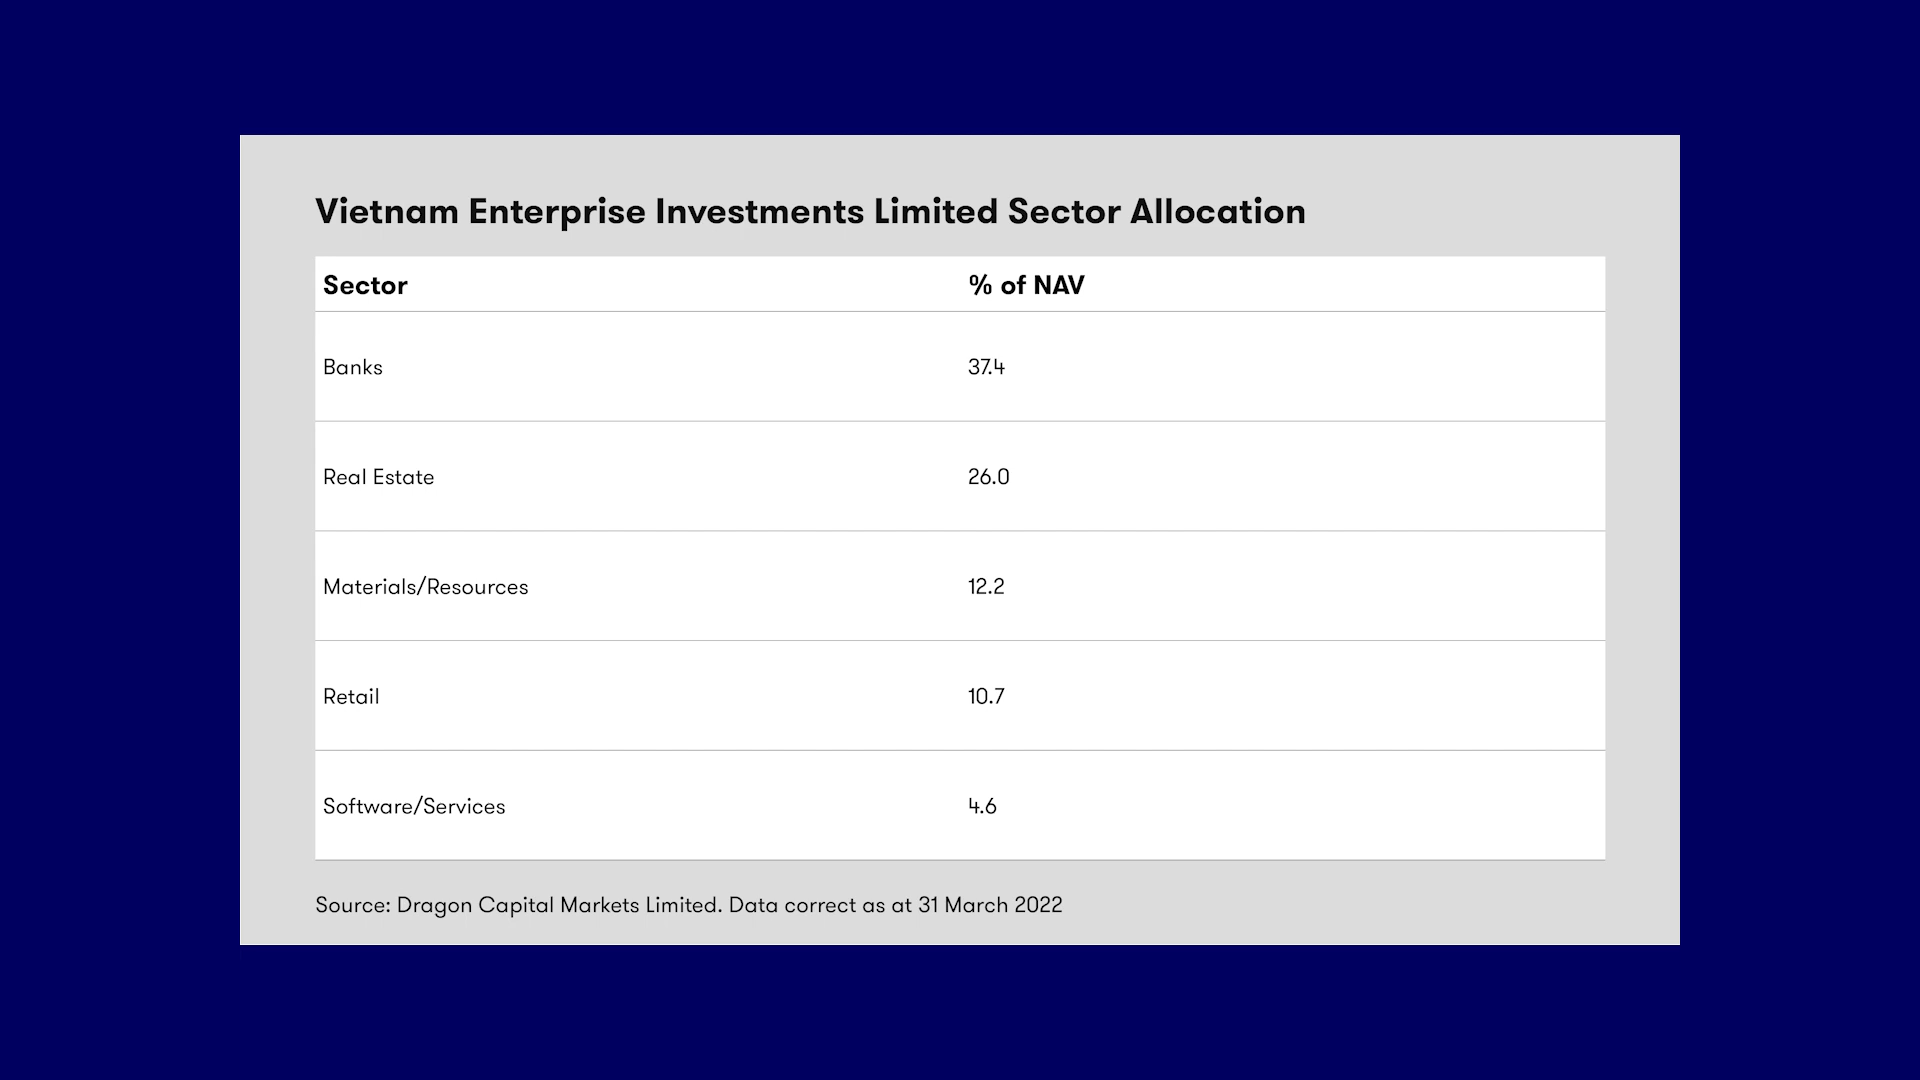 Vietnam Enterprise Investments Limited Sector Allocation
Sector % of NAV
Banks 37.4
Real Estate 26.0
Materials/Resources 12.2
Retail 10.7
Software/Services 4.6
Source: Dragon Capital Markets Limited. Data correct as at 31 March 2022